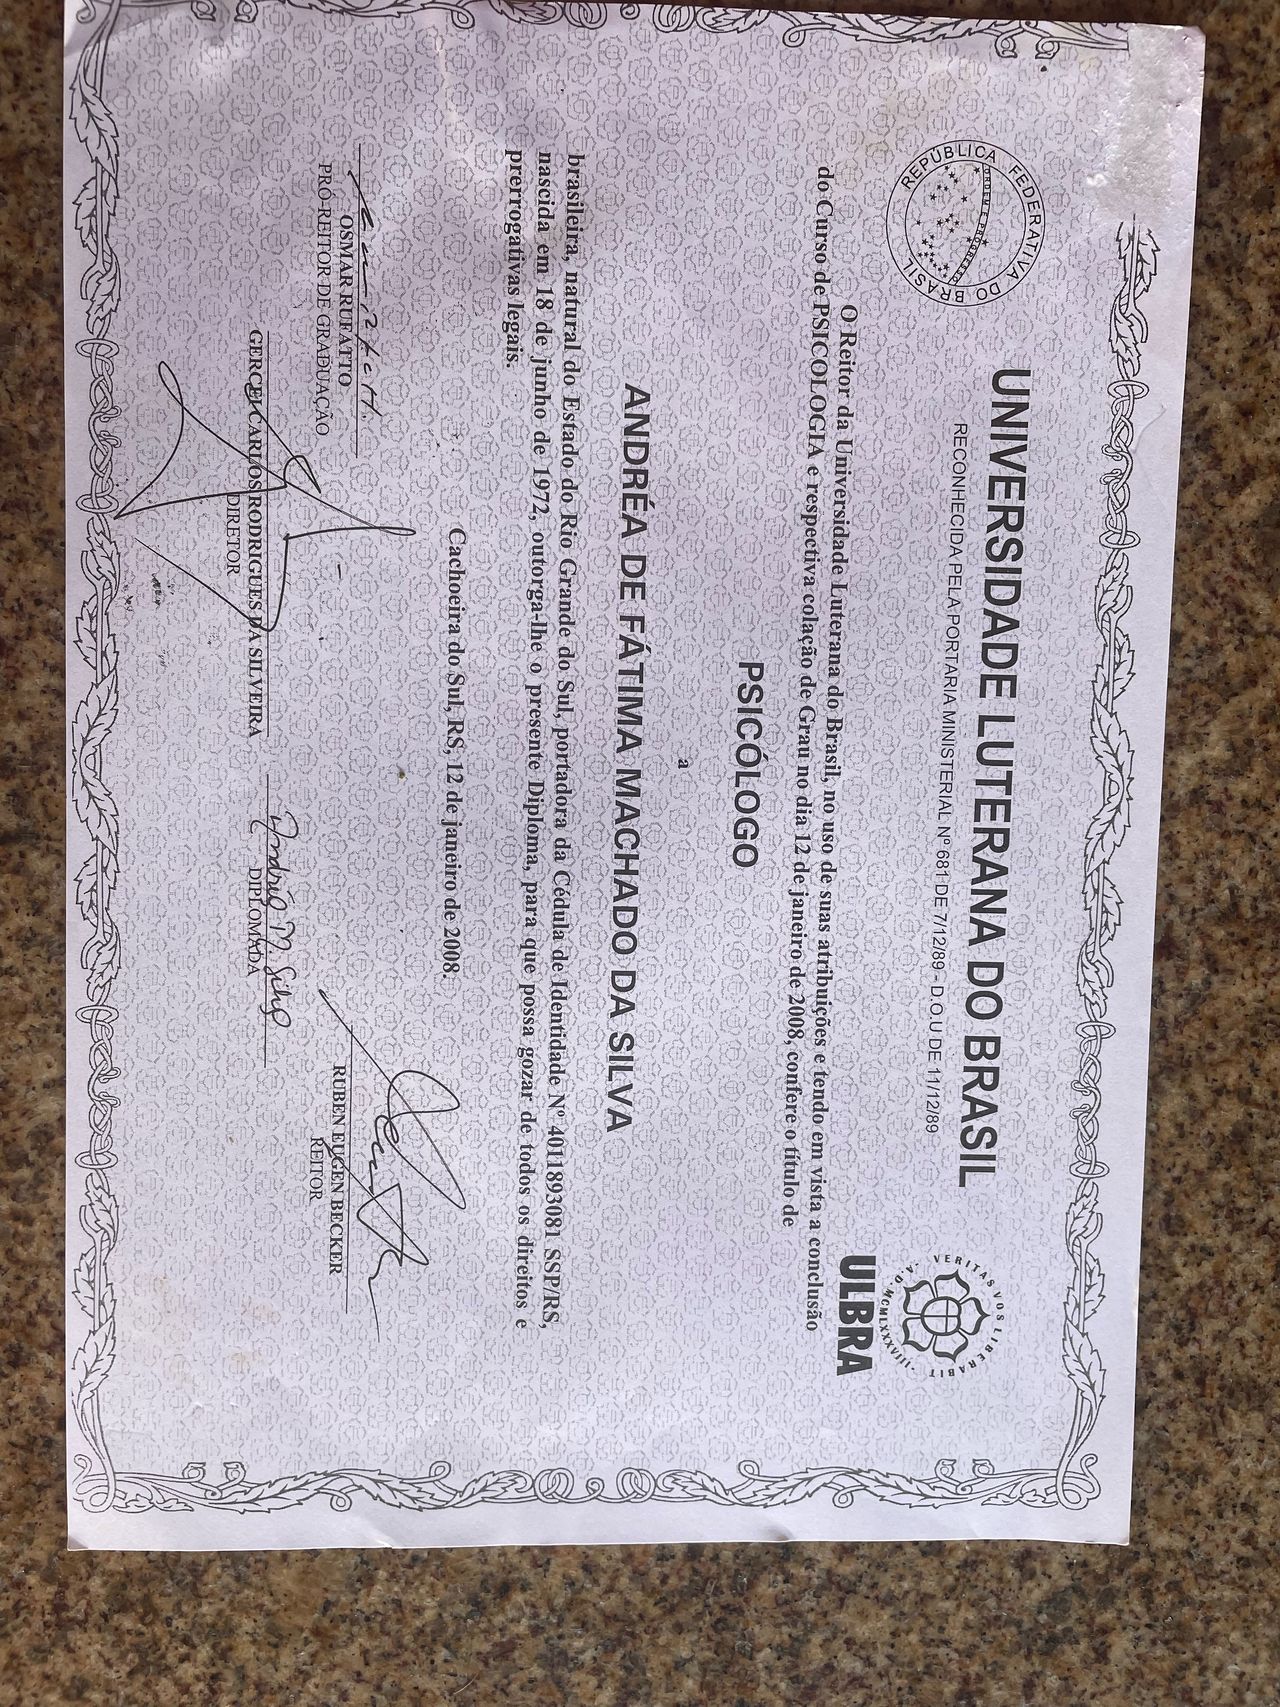 REPÚBLICA FEDERATIVA DO BRASIL
ORDEM E PROGRESSO
UNIVERSIDADE LUTERANA DO BRASIL
RECONHECIDA PELA PORTARIA MINISTERIAL Nº 681 DE 7/12/89 - D.O.U DE 11/12/89
VERITAS VOS LIBERABIT
ULBRA
O Reitor da Universidade Luterana do Brasil, no uso de suas atribuições e tendo em vista a conclusão
do Curso de PSICOLOGIA e respectiva colação de Grau no dia 12 de janeiro de 2008, confere o título de
PSICÓLOGO
a
ANDRÉA DE FÁTIMA MACHADO DA SILVA
brasileira, natural do Estado do Rio Grande do Sul, portadora da Cédula de Identidade Nº 4011893081 SSP/RS,
nascida em 18 de junho de 1972, outorga-lhe o presente Diploma, para que possa gozar de todos os direitos e
prerrogativas legais.
Cachoeira do Sul, RS, 12 de janeiro de 2008.
OSMAR RUFATTO
PRÓ-REITOR DE GRADUAÇÃO
RUBEN EUGEN BECKER
REITOR
GERCEI CARLOS RODRIGUES DA SILVEIRA
DIRETOR
Andréa M. Silva
DIPLOMADA